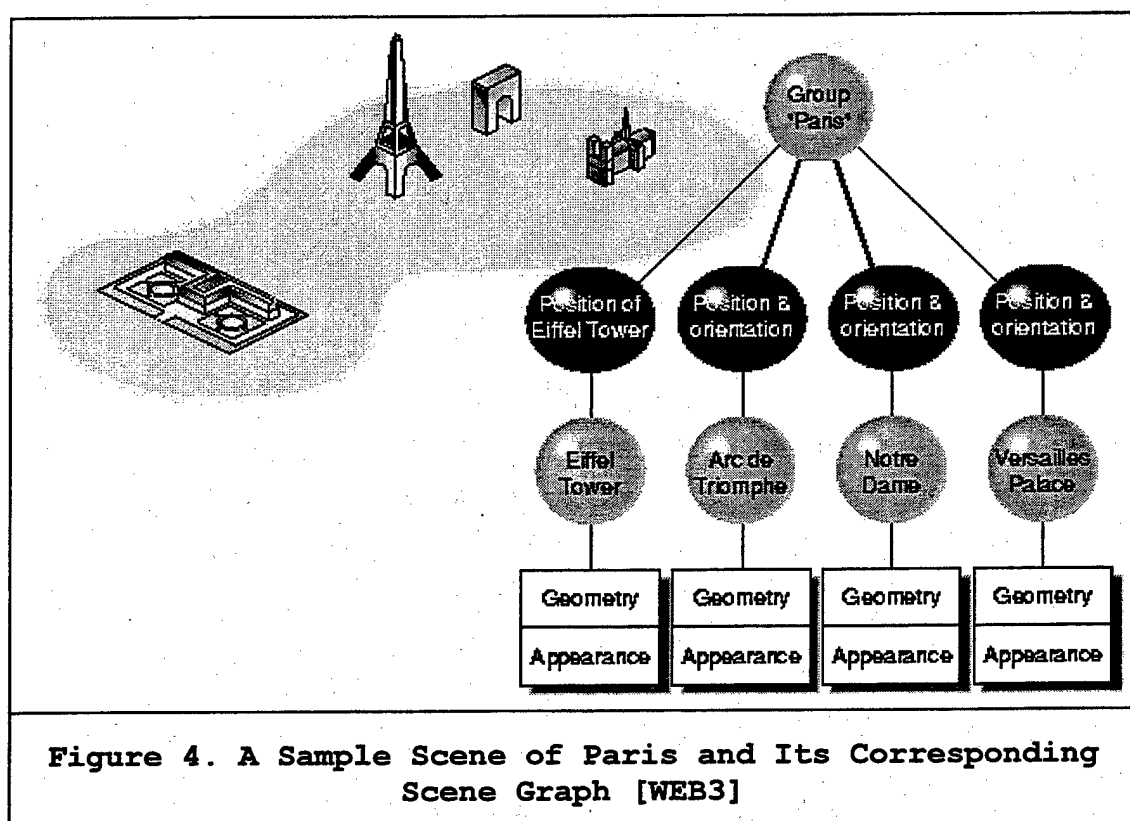 Group
"Paris"
Position of
Eiffel Tower
Position &
orientation
Position &
orientation
Position &
orientation
Eiffel
Tower
Arc de
Triomphe
Notre
Dame
Versailles
Palace
Geometry
Appearance
Geometry
Appearance
Geometry
Appearance
Geometry
Appearance
Figure 4. A Sample Scene of Paris and Its Corresponding
Scene Graph [WEB3]